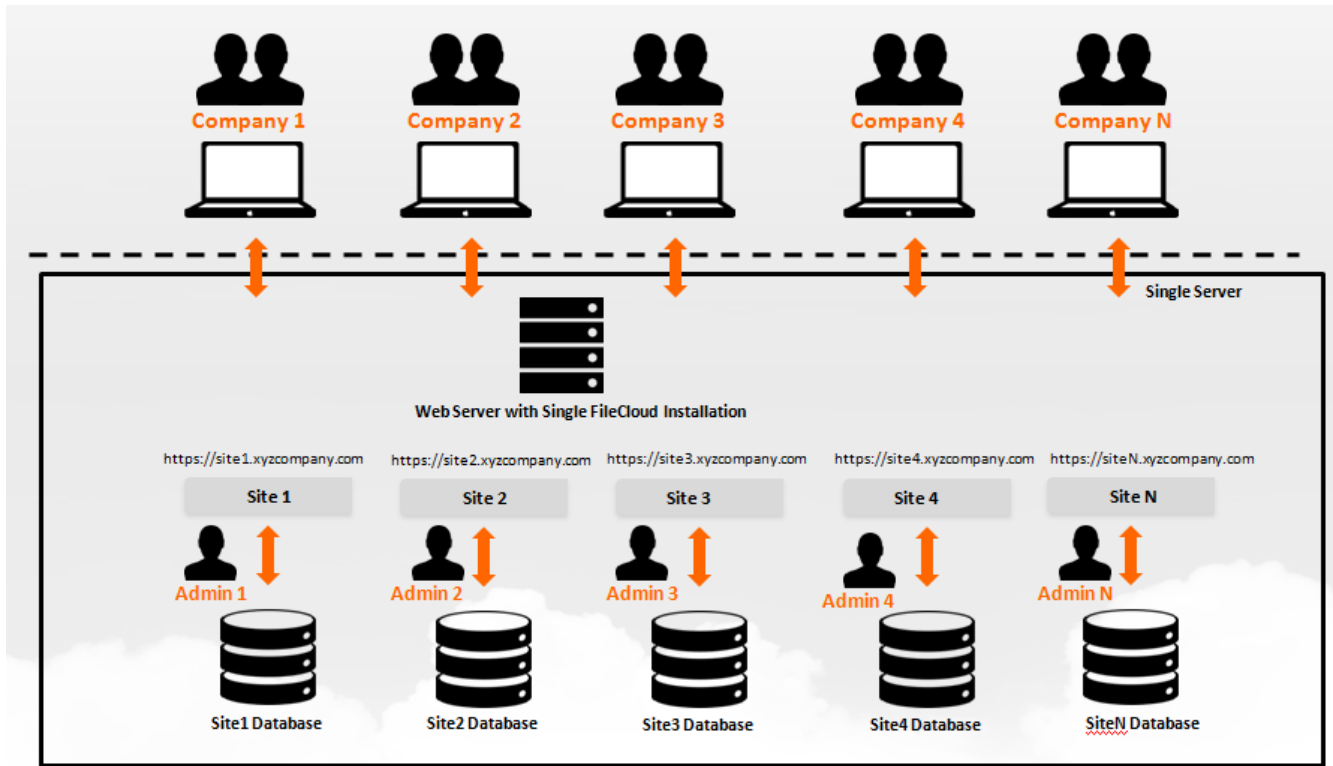 Company 1
Company 2
Company 3
Company 4
Company N
Single Server
Web Server with Single FileCloud Installation
https://site1.xyzcompany.com
https://site2.xyzcompany.com
https://site3.xyzcompany.com
https://site4.xyzcompany.com
https://siteN.xyzcompany.com
Site 1
Site 2
Site 3
Site 4
Site N
Admin 1
Admin 2
Admin 3
Admin 4
Admin N
Site1 Database
Site2 Database
Site3 Database
Site4 Database
SiteN Database